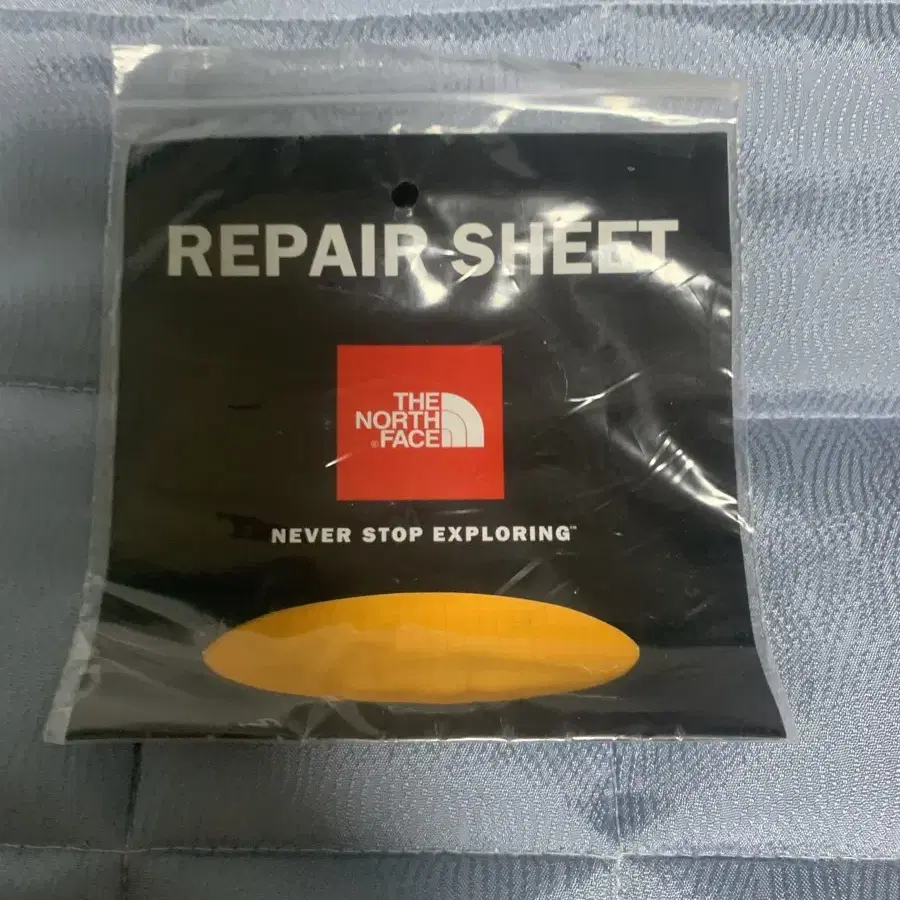 REPAIR SHEET
THE
NORTH
®FACE
NEVER STOP EXPLORING™